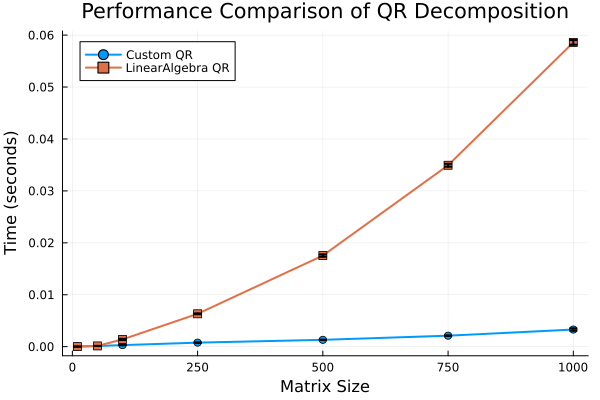 Performance Comparison of QR Decomposition
Custom QR
LinearAlgebra QR
0.06
0.05
0.04
0.03
0.02
0.01
0.00
Time (seconds)
0 250 500 750 1000
Matrix Size